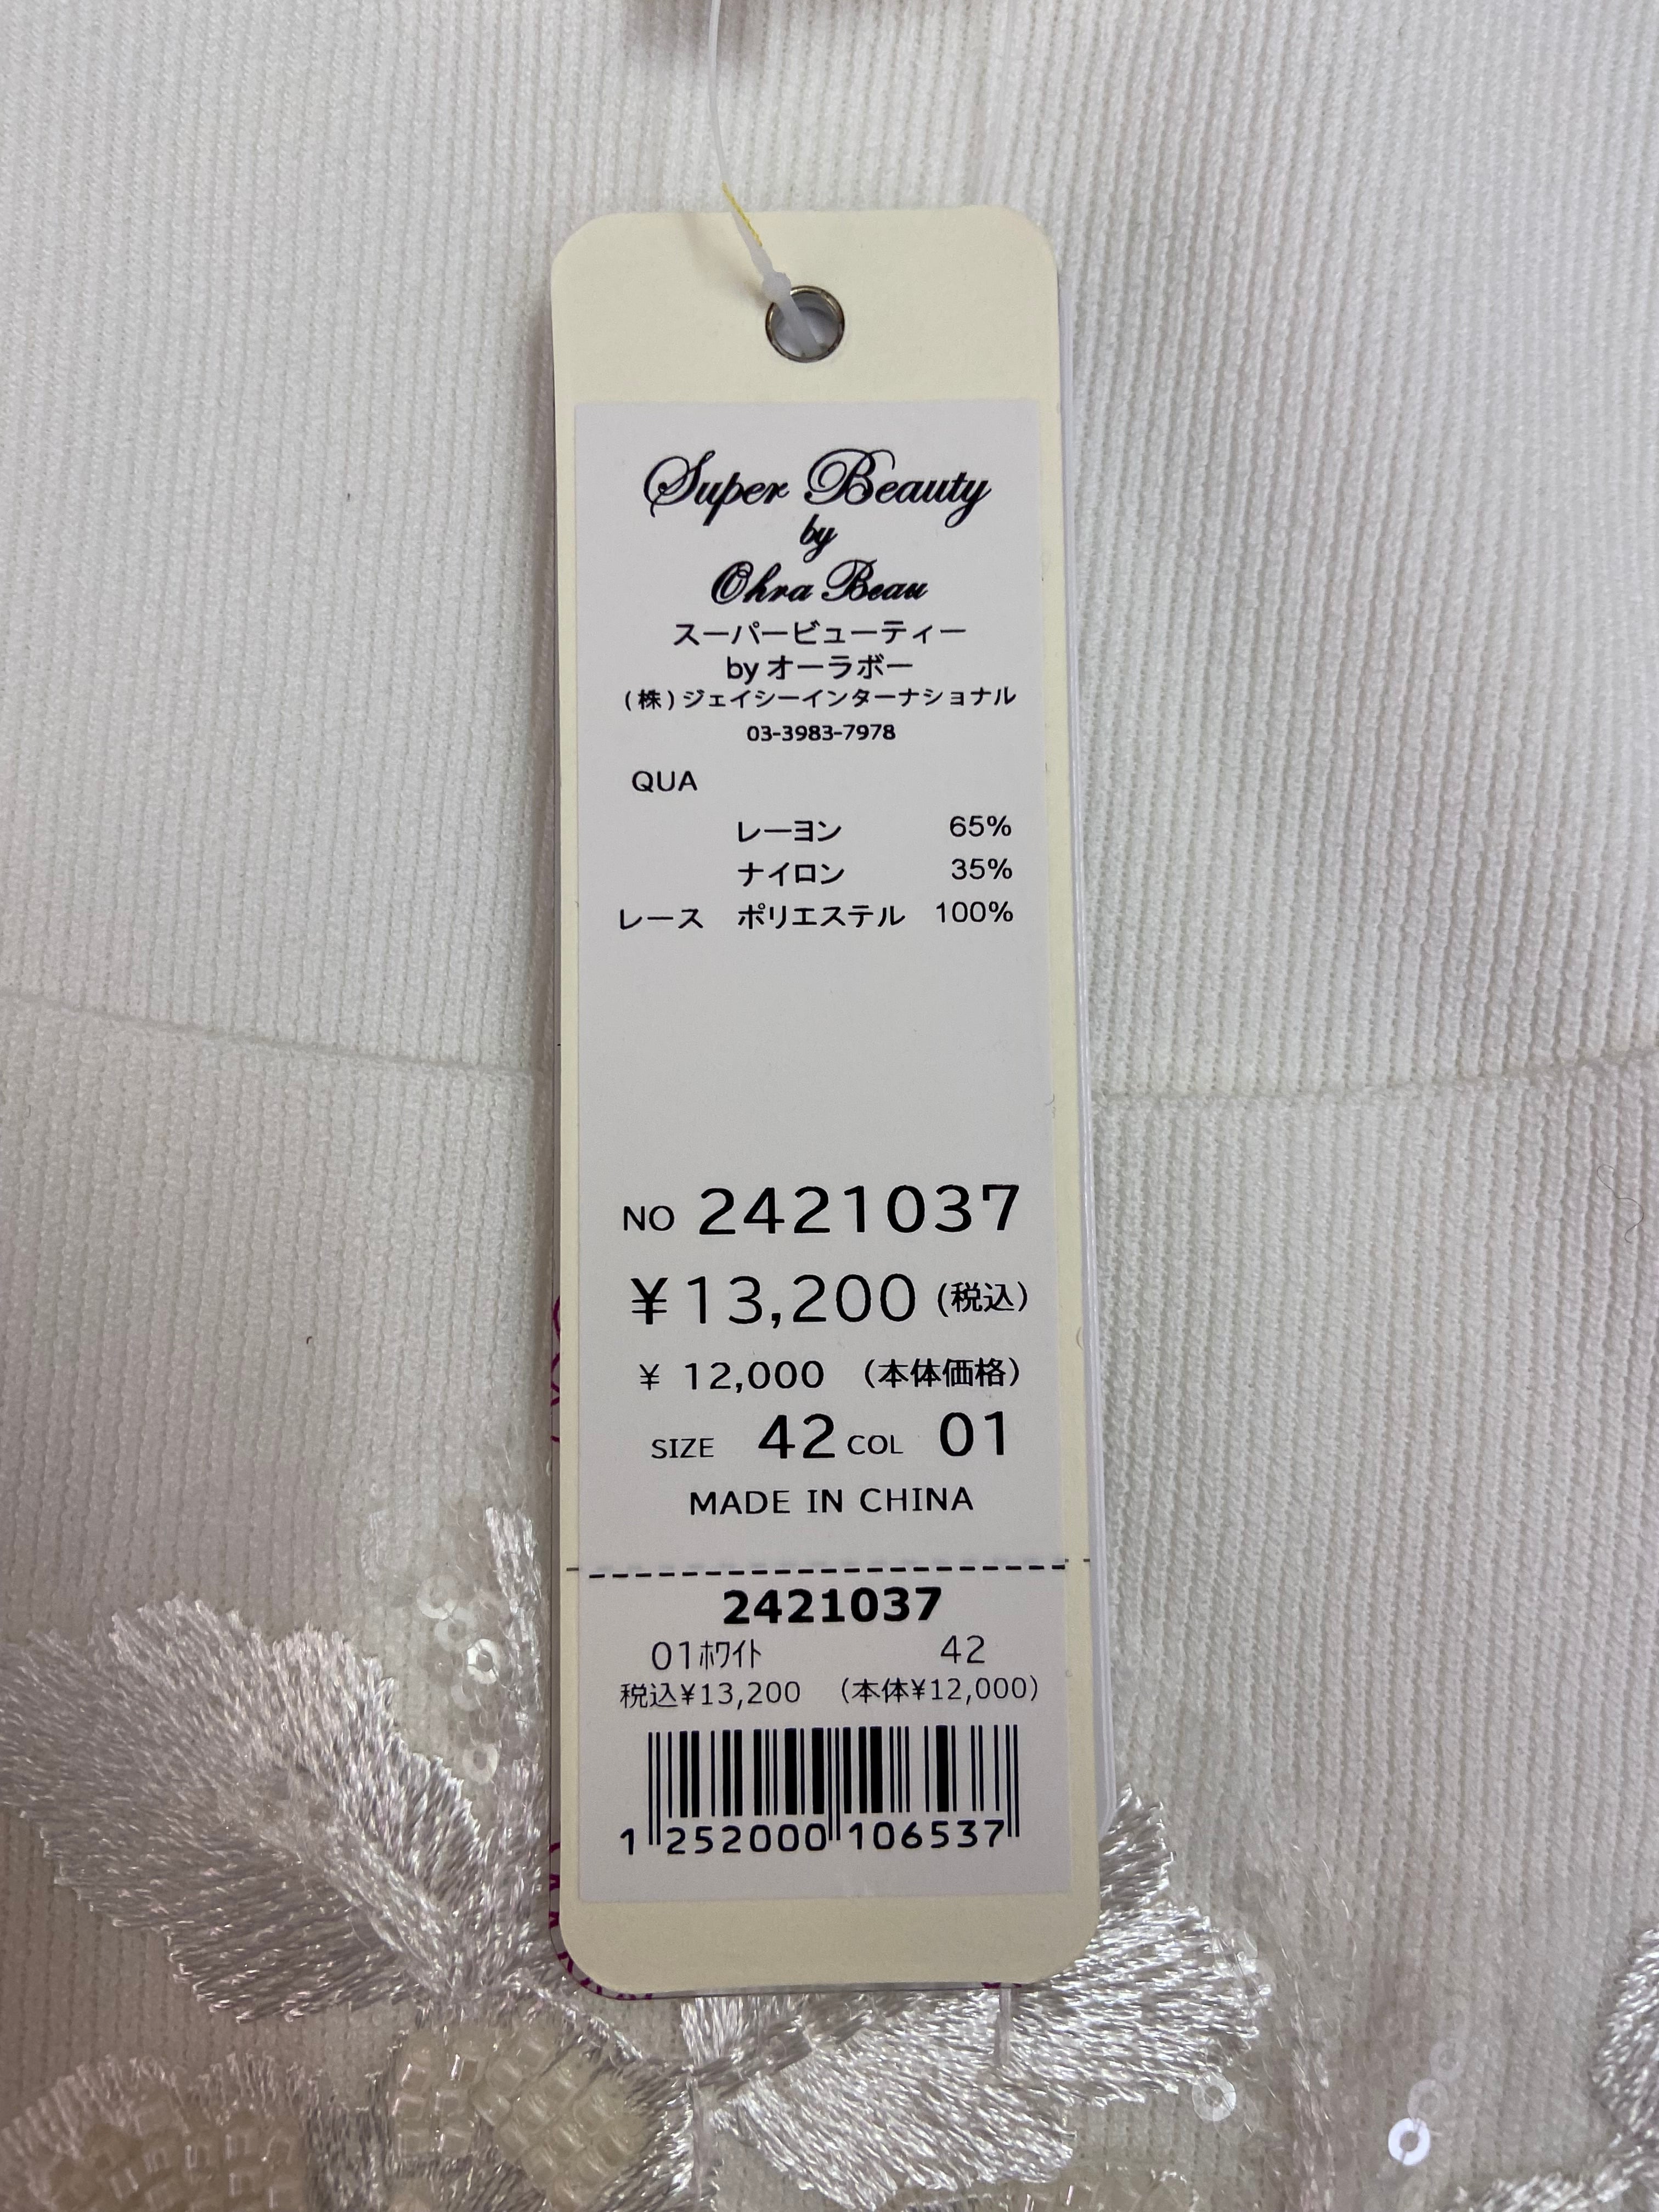 Super Beauty
by
Ohra Beau
スーパービューティー
by オーラボー
(株)ジェイシーインターナショナル
03-3983-7978
QUA
レーヨン 65%
ナイロン 35%
レース ポリエステル 100%
NO 2421037
¥13,200 (税込)
¥ 12,000 (本体価格)
SIZE 42 COL 01
MADE IN CHINA
2421037
01ﾎﾜｲﾄ 42
税込¥13,200 (本体¥12,000)
1 252000 106537